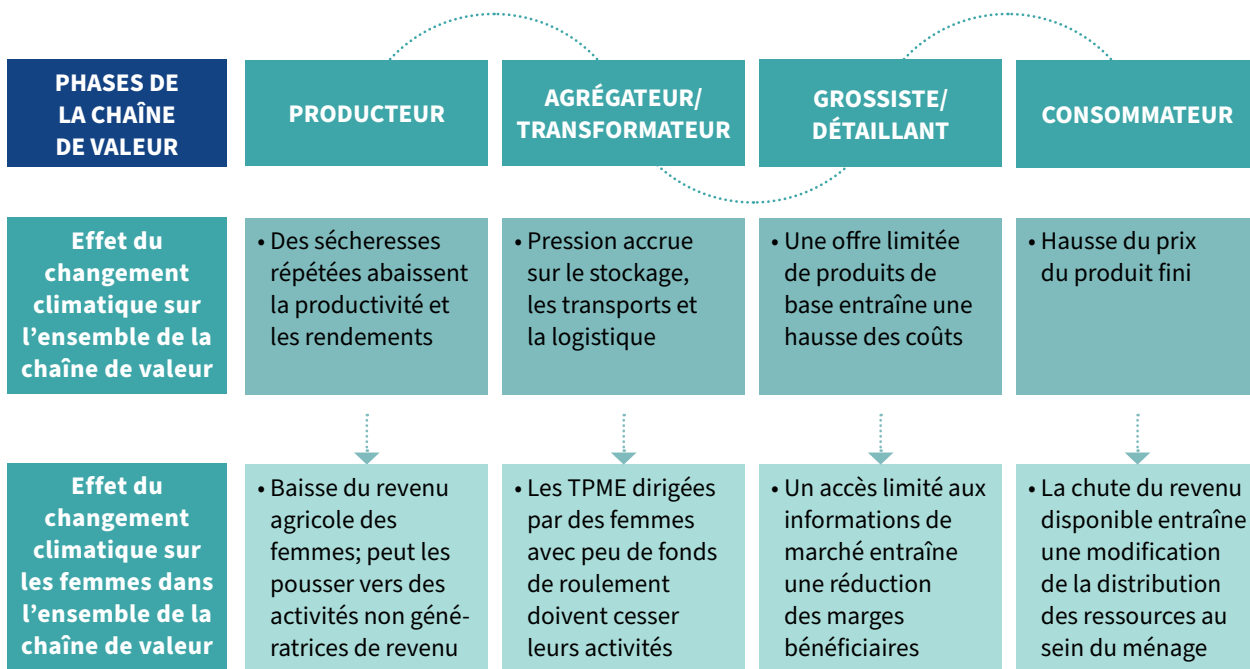 PHASES DE
LA CHAÎNE
DE VALEUR
PRODUCTEUR
AGRÉGATEUR/
TRANSFORMATEUR
GROSSISTE/
DÉTAILLANT
CONSOMMATEUR
Effet du
changement
climatique sur
l’ensemble de la
chaîne de valeur
• Des sécheresses
répétées abaissent
la productivité et
les rendements
• Pression accrue
sur le stockage,
les transports et
la logistique
• Une offre limitée
de produits de
base entraîne une
hausse des coûts
• Hausse du prix
du produit fini
Effet du
changement
climatique sur
les femmes dans
l’ensemble de la
chaîne de valeur
• Baisse du revenu
agricole des
femmes; peut les
pousser vers des
activités non géné-
ratrices de revenu
• Les TPME dirigées
par des femmes
avec peu de fonds
de roulement
doivent cesser
leurs activités
• Un accès limité aux
informations de
marché entraîne
une réduction
des marges
bénéficiaires
• La chute du revenu
disponible entraîne
une modification
de la distribution
des ressources au
sein du ménage